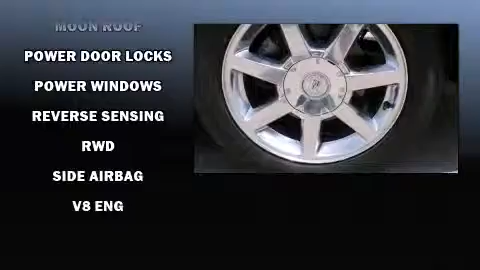 MOON ROOF
POWER DOOR LOCKS
POWER WINDOWS
REVERSE SENSING
RWD
SIDE AIRBAG
V8 ENG